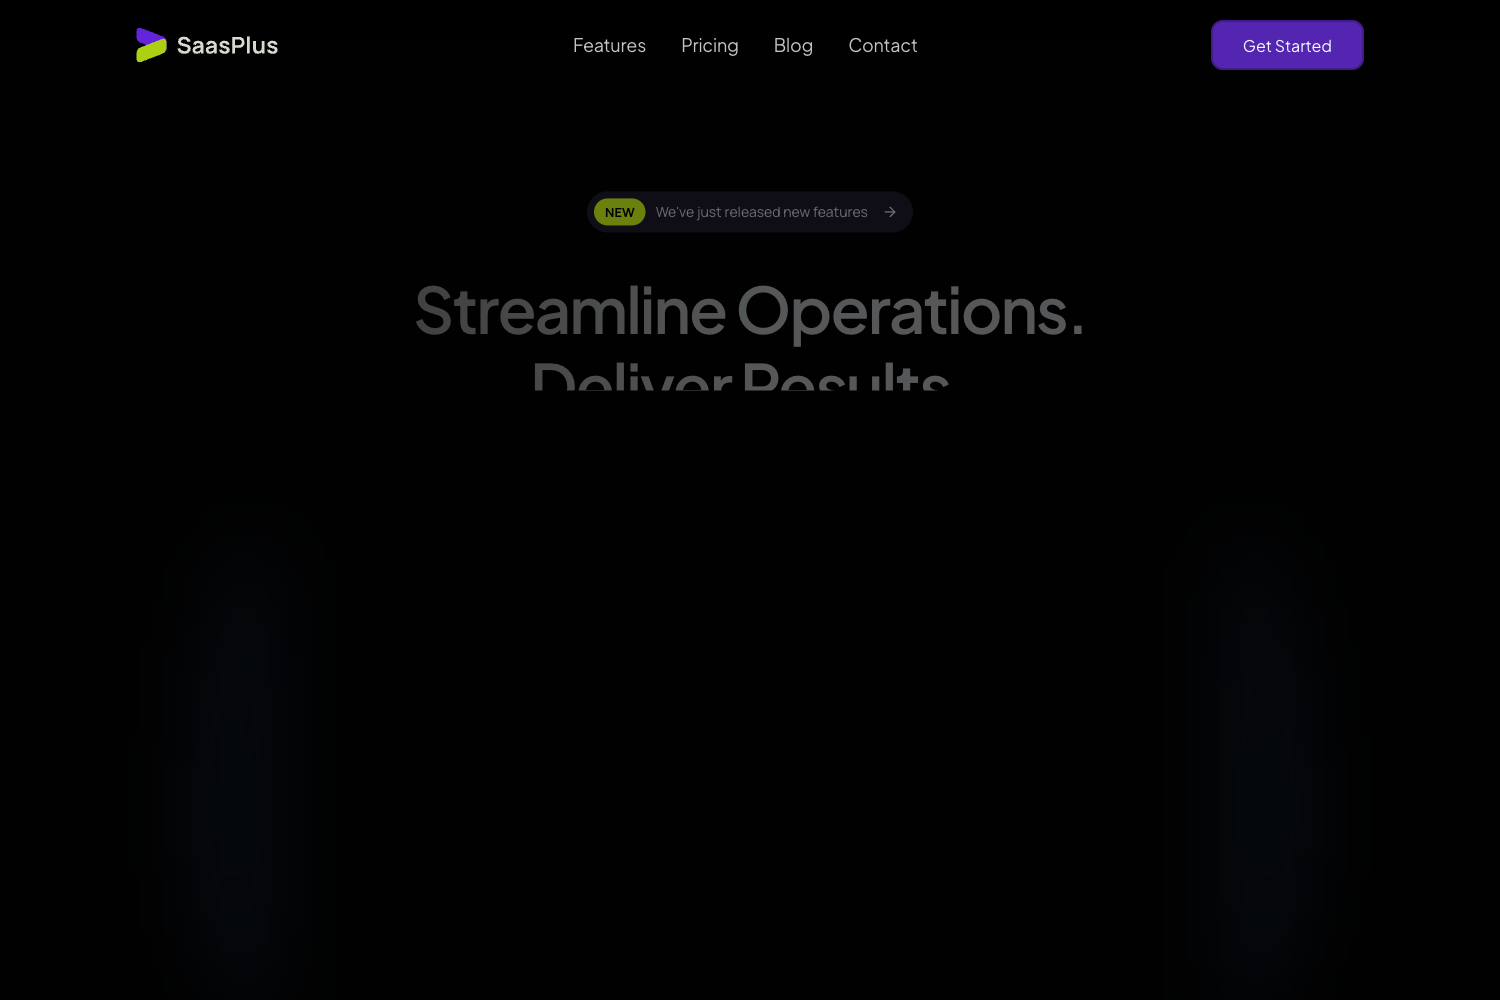 SaasPlus
Features Pricing Blog Contact
Get Started
NEW We've just released new features
Streamline Operations.
Deliver Results